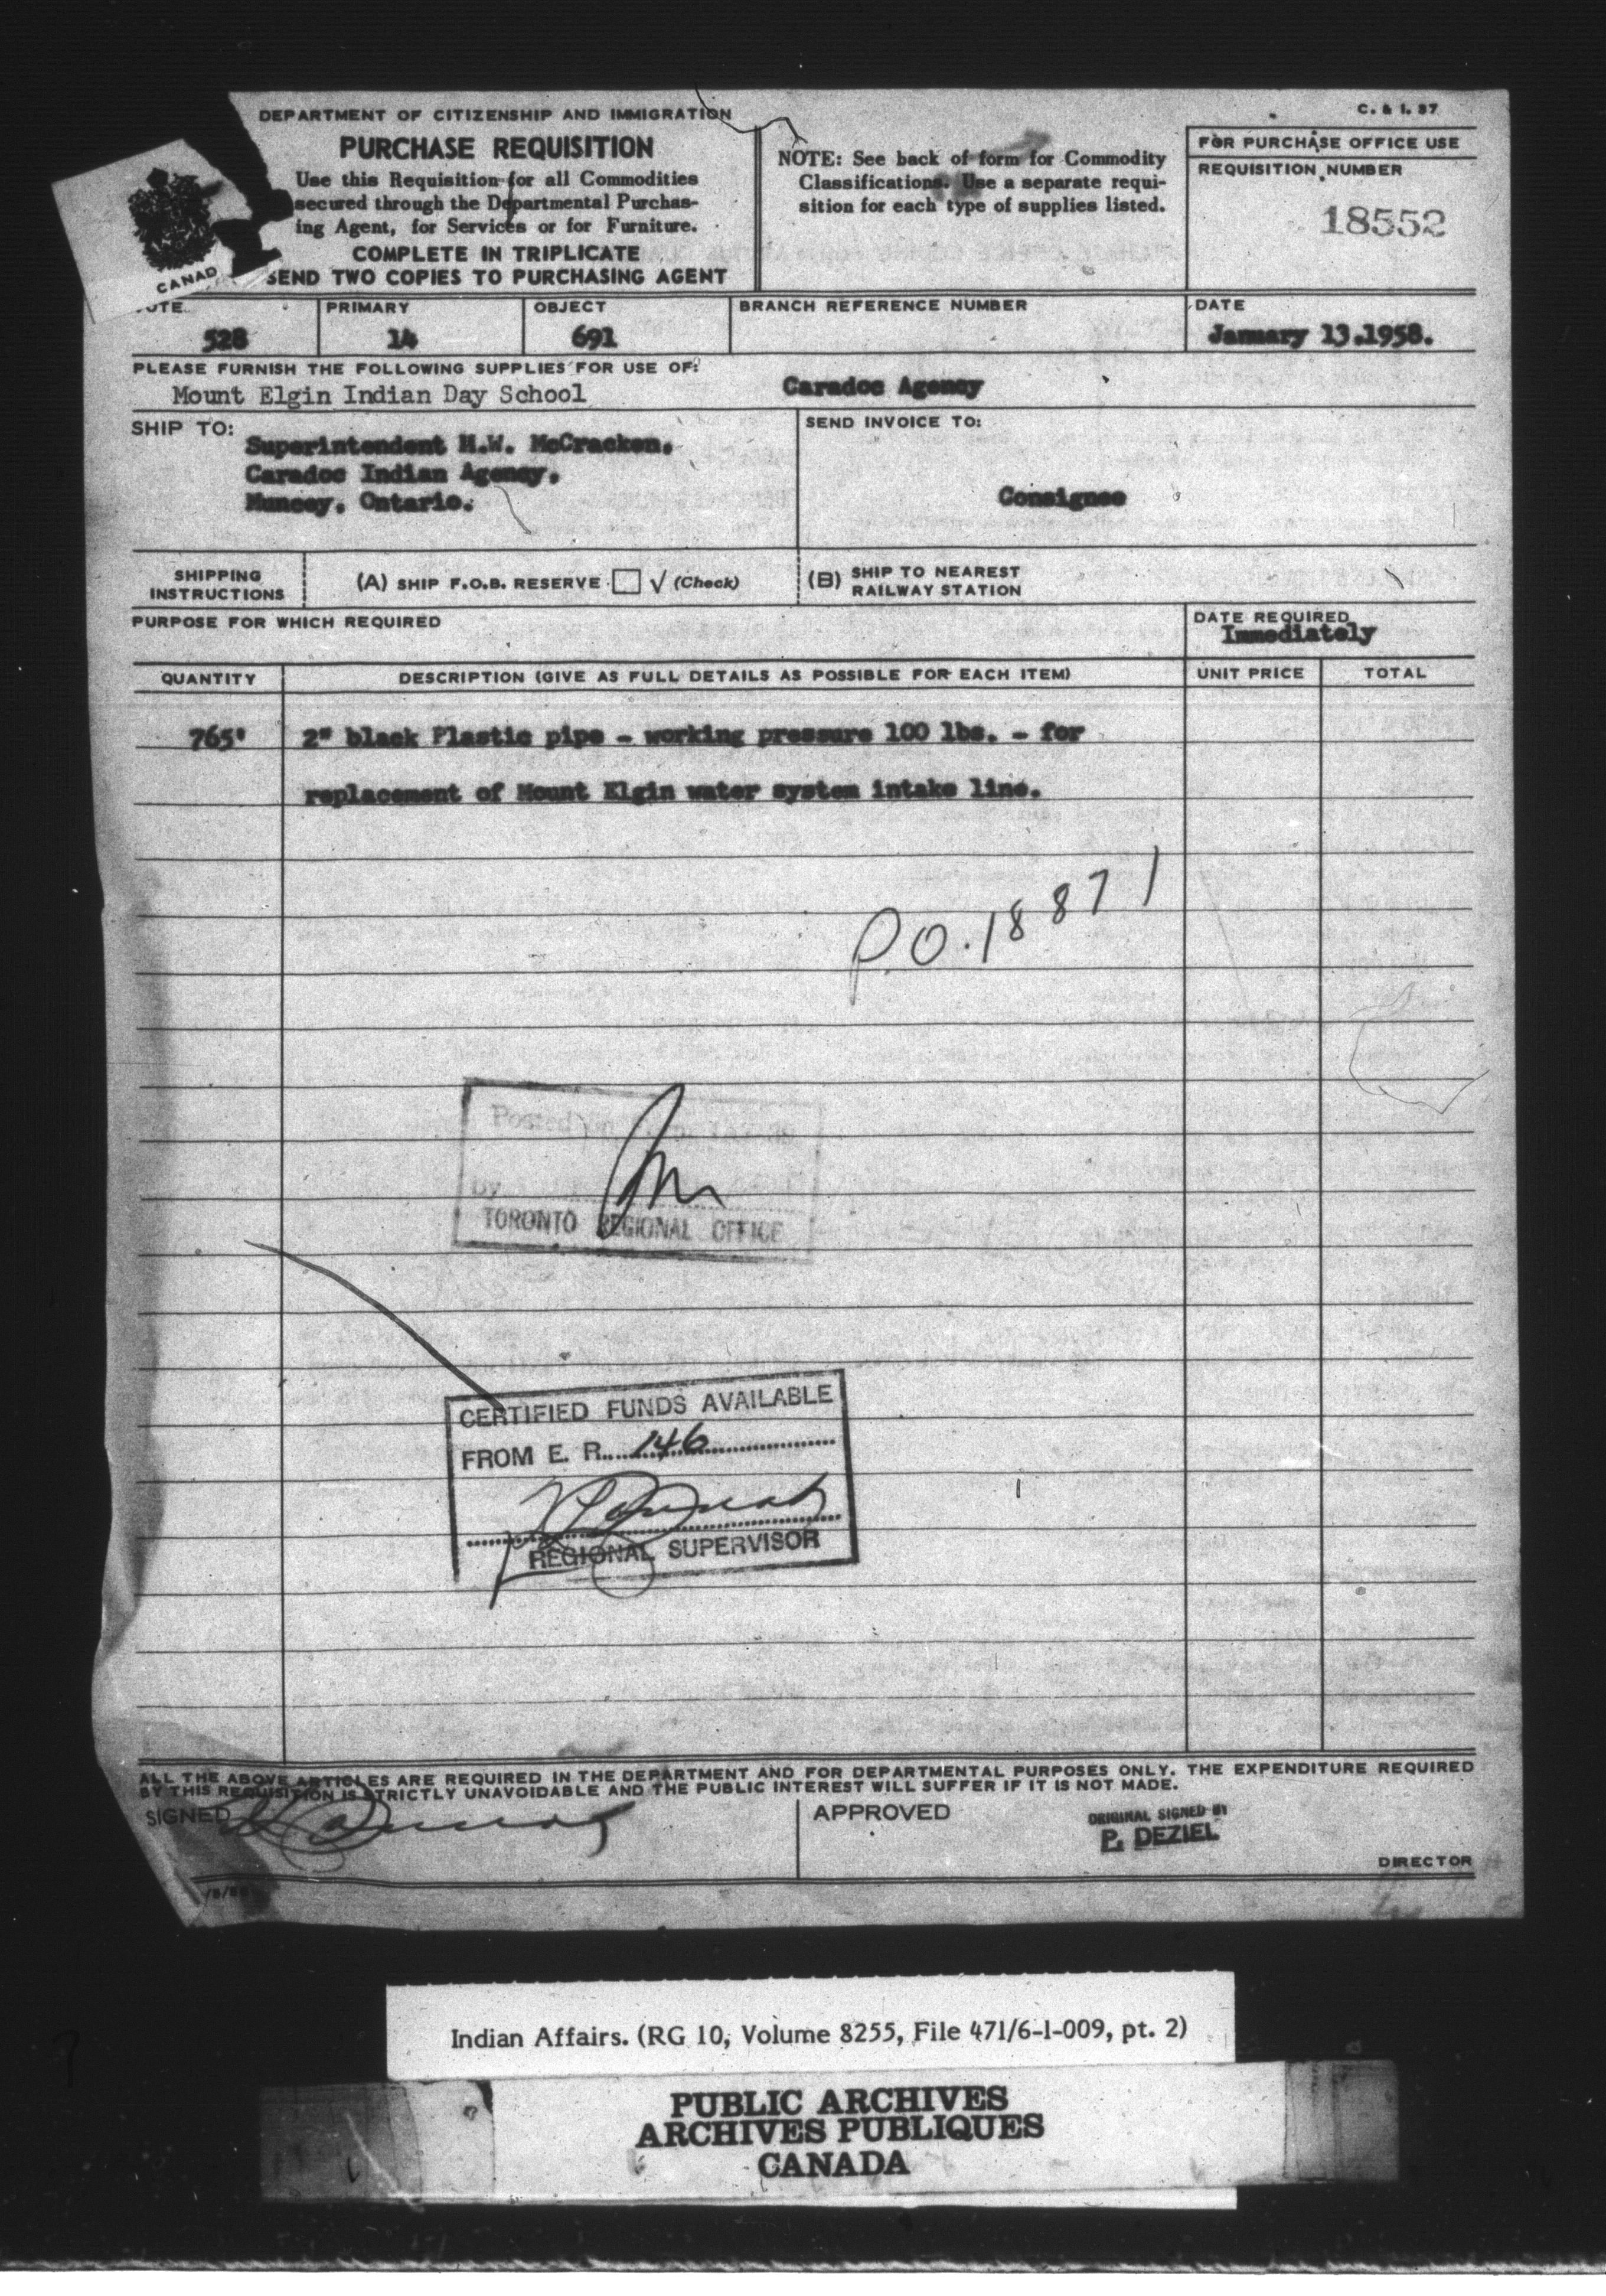 C. & I. 37
DEPARTMENT OF CITIZENSHIP AND IMMIGRATION
PURCHASE REQUISITION
Use this Requisition for all Commodities
secured through the Departmental Purchas-
ing Agent, for Services or for Furniture.
COMPLETE IN TRIPLICATE
SEND TWO COPIES TO PURCHASING AGENT
CANAD
NOTE: See back of form for Commodity
Classifications. Use a separate requi-
sition for each type of supplies listed.
FOR PURCHASE OFFICE USE
REQUISITION NUMBER
18552
OTE PRIMARY OBJECT BRANCH REFERENCE NUMBER DATE
528 14 691 January 13.1958.
PLEASE FURNISH THE FOLLOWING SUPPLIES FOR USE OF:
Mount Elgin Indian Day School Caradoc Agency
SHIP TO:
Superintendent H.W. McCracken,
Caradoc Indian Agency,
Muncey, Ontario.
SEND INVOICE TO:
Consignee
SHIPPING
INSTRUCTIONS
(A) SHIP F.O.B. RESERVE √ (Check)
(B) SHIP TO NEAREST
RAILWAY STATION
PURPOSE FOR WHICH REQUIRED
DATE REQUIRED
Immediately
QUANTITY DESCRIPTION (GIVE AS FULL DETAILS AS POSSIBLE FOR EACH ITEM) UNIT PRICE TOTAL
765' 2" black Plastic pipe - working pressure 100 lbs. - for
replacement of Mount Elgin water system intake line.
P.O. 18871
Posted on
By
TORONTO REGIONAL OFFICE
CERTIFIED FUNDS AVAILABLE
FROM E. R. 146
REGIONAL SUPERVISOR
ALL THE ABOVE ARTICLES ARE REQUIRED IN THE DEPARTMENT AND FOR DEPARTMENTAL PURPOSES ONLY. THE EXPENDITURE REQUIRED
BY THIS REQUISITION IS STRICTLY UNAVOIDABLE AND THE PUBLIC INTEREST WILL SUFFER IF IT IS NOT MADE.
SIGNED
APPROVED
ORIGINAL SIGNED BY
P. DEZIEL
DIRECTOR
Indian Affairs. (RG 10, Volume 8255, File 471/6-1-009, pt. 2)
PUBLIC ARCHIVES
ARCHIVES PUBLIQUES
CANADA